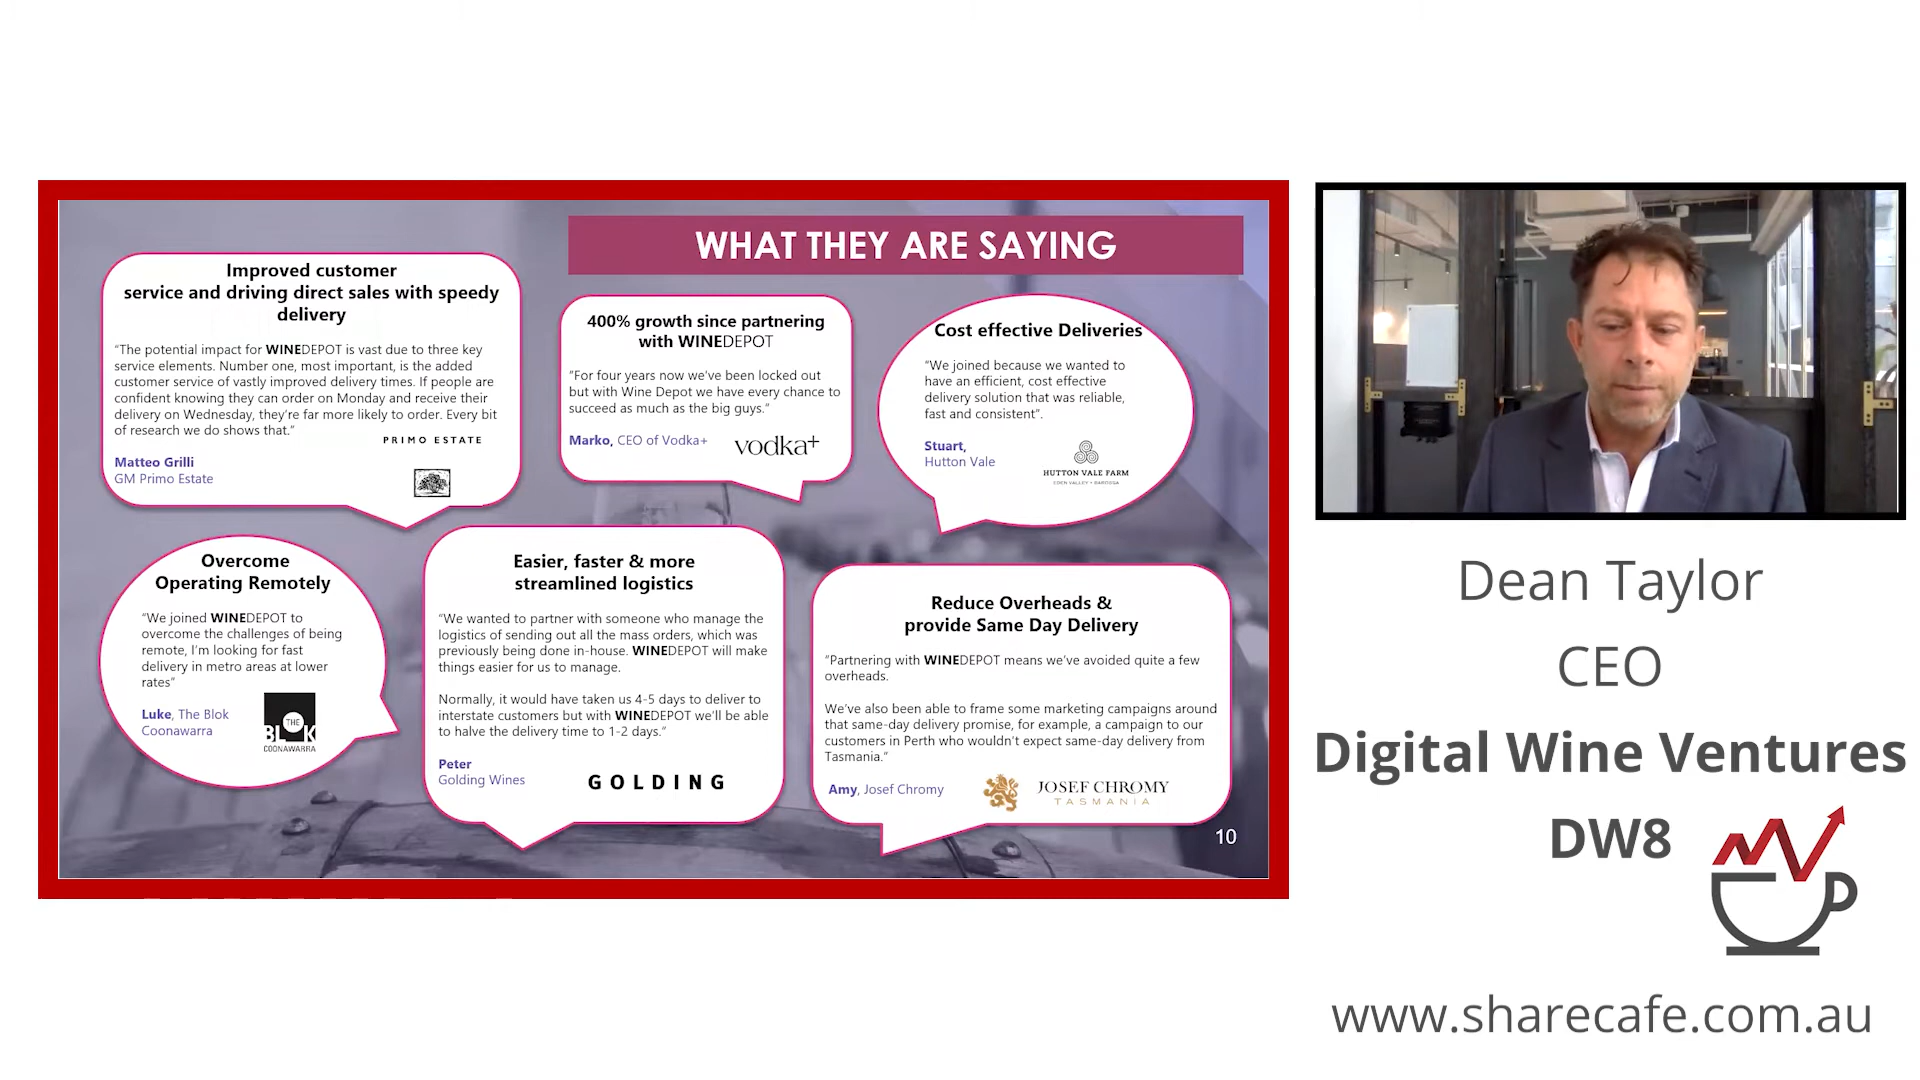 WHAT THEY ARE SAYING
Improved customer
service and driving direct sales with speedy
delivery
“The potential impact for WINEDEPOT is vast due to three key
service elements. Number one, most important, is the added
customer service of vastly improved delivery times. If people are
confident knowing they can order on Monday and receive their
delivery on Wednesday, they’re far more likely to order. Every bit
of research we do shows that.”
PRIMO ESTATE
Matteo Grilli
GM Primo Estate
400% growth since partnering
with WINEDEPOT
“For four years now we’ve been locked out
but with Wine Depot we have every chance to
succeed as much as the big guys.”
Marko, CEO of Vodka+
vodka+
Cost effective Deliveries
“We joined because we wanted to
have an efficient, cost effective
delivery solution that was reliable,
fast and consistent”.
Stuart,
Hutton Vale
HUTTON VALE FARM
EDEN VALLEY • BAROSSA
Overcome
Operating Remotely
“We joined WINEDEPOT to
overcome the challenges of being
remote, I’m looking for fast
delivery in metro areas at lower
rates”
Luke, The Blok
Coonawarra
THE
BLOK
COONAWARRA
Easier, faster & more
streamlined logistics
“We wanted to partner with someone who manage the
logistics of sending out all the mass orders, which was
previously being done in-house. WINEDEPOT will make
things easier for us to manage.
Normally, it would have taken us 4-5 days to deliver to
interstate customers but with WINEDEPOT we’ll be able
to halve the delivery time to 1-2 days.”
Peter
Golding Wines
GOLDING
Reduce Overheads &
provide Same Day Delivery
“Partnering with WINEDEPOT means we’ve avoided quite a few
overheads.
We’ve also been able to frame some marketing campaigns around
that same-day delivery promise, for example, a campaign to our
customers in Perth who wouldn’t expect same-day delivery from
Tasmania.”
Amy, Josef Chromy
JOSEF CHROMY
TASMANIA
10
Dean Taylor
CEO
Digital Wine Ventures
DW8
www.sharecafe.com.au